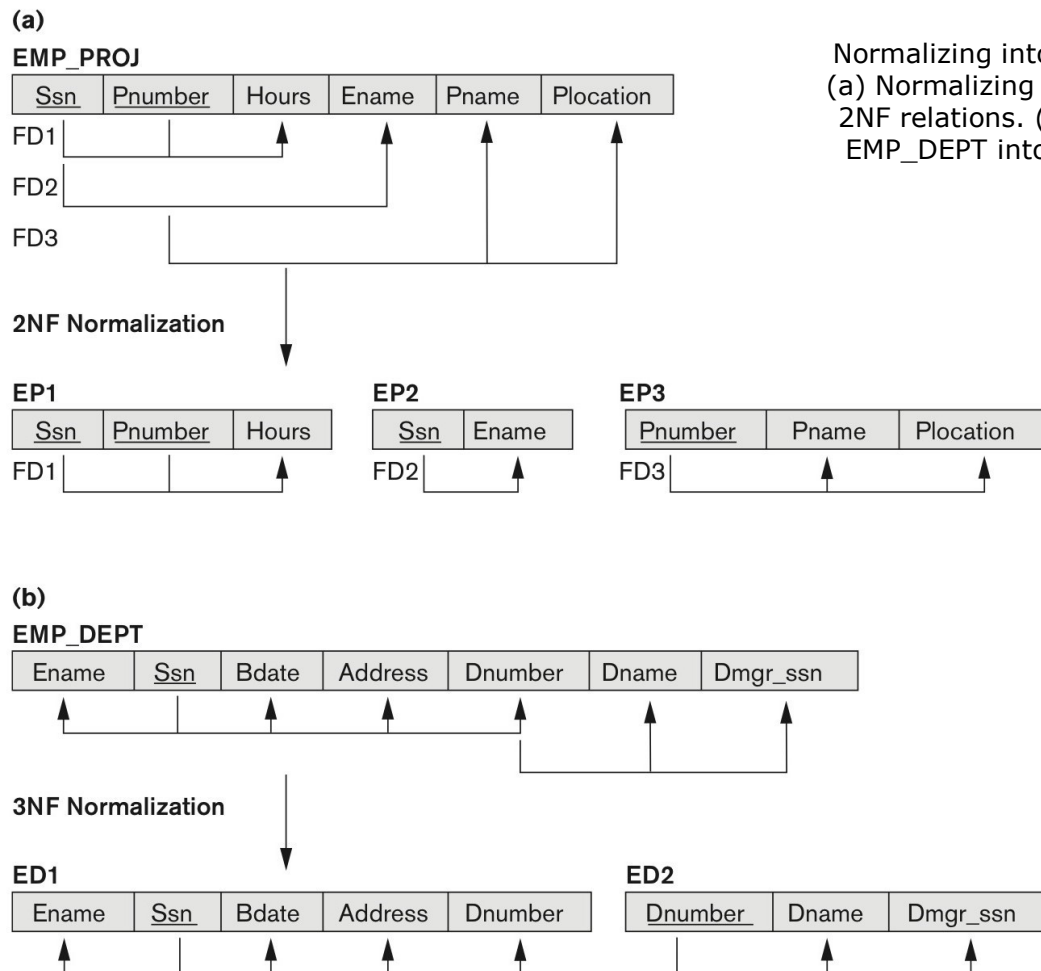 (a)
EMP_PROJ
Ssn Pnumber Hours Ename Pname Plocation
FD1
FD2
FD3
2NF Normalization
EP1 EP2 EP3
Ssn Pnumber Hours Ssn Ename Pnumber Pname Plocation
FD1 FD2 FD3
(b)
EMP_DEPT
Ename Ssn Bdate Address Dnumber Dname Dmgr_ssn
3NF Normalization
ED1 ED2
Ename Ssn Bdate Address Dnumber Dnumber Dname Dmgr_ssn
Normalizing
(a) Normalizing
2NF relations. (
EMP_DEPT